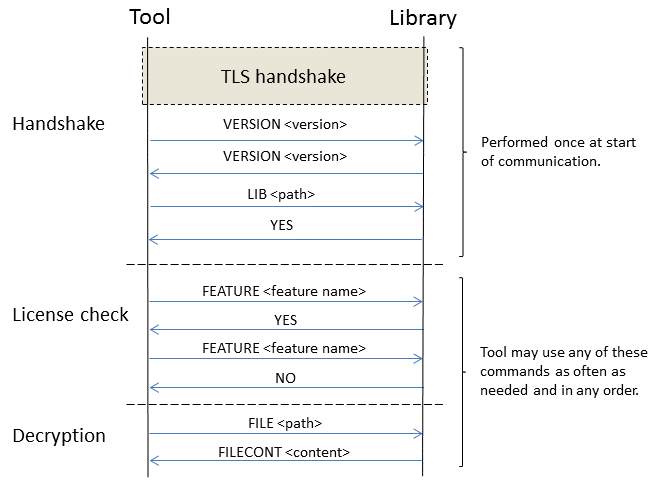 Tool
Library
TLS handshake
Handshake
VERSION <version>
VERSION <version>
LIB <path>
YES
Performed once at start
of communication.
License check
FEATURE <feature name>
YES
FEATURE <feature name>
NO
Tool may use any of these
commands as often as
needed and in any order.
Decryption
FILE <path>
FILECONT <content>